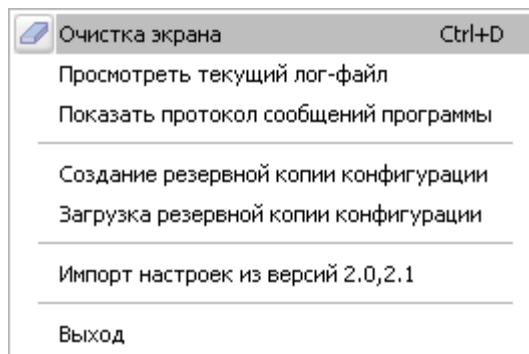 Очистка экрана Ctrl+D
Просмотреть текущий лог-файл
Показать протокол сообщений программы
Создание резервной копии конфигурации
Загрузка резервной копии конфигурации
Импорт настроек из версий 2.0,2.1
Выход